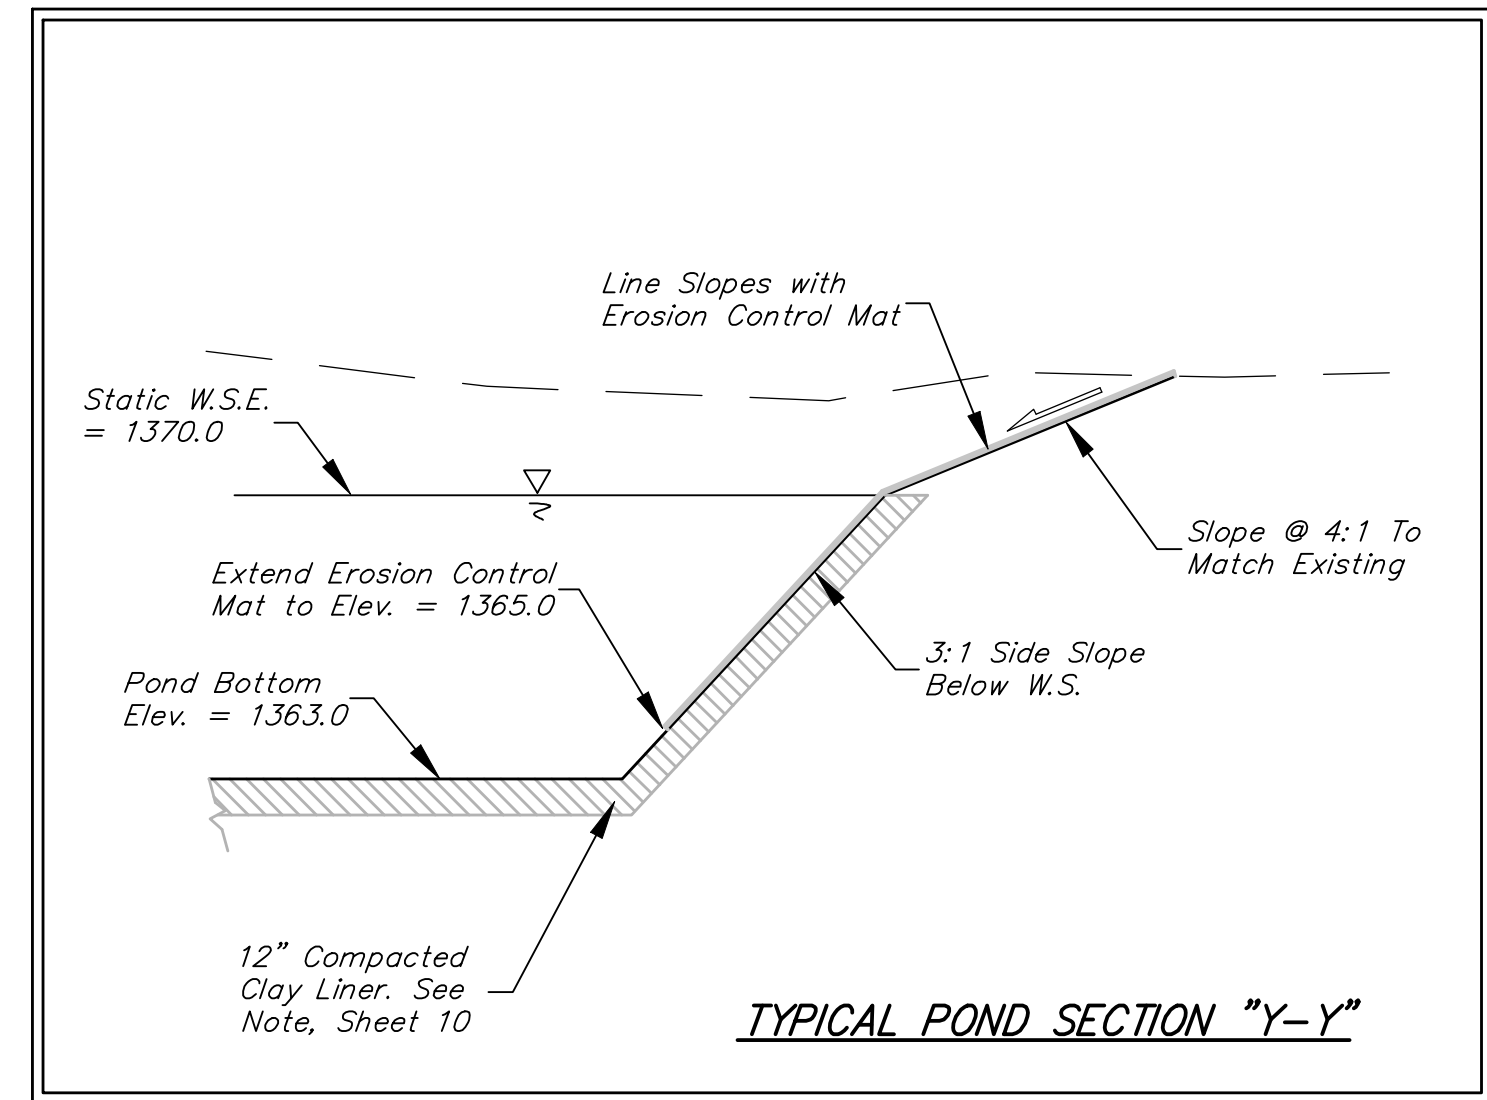 Line Slopes with
Erosion Control Mat
Static W.S.E.
= 1370.0
Slope @ 4:1 To
Match Existing
Extend Erosion Control
Mat to Elev. = 1365.0
3:1 Side Slope
Below W.S.
Pond Bottom
Elev. = 1363.0
12" Compacted
Clay Liner. See
Note, Sheet 10
TYPICAL POND SECTION "Y-Y"